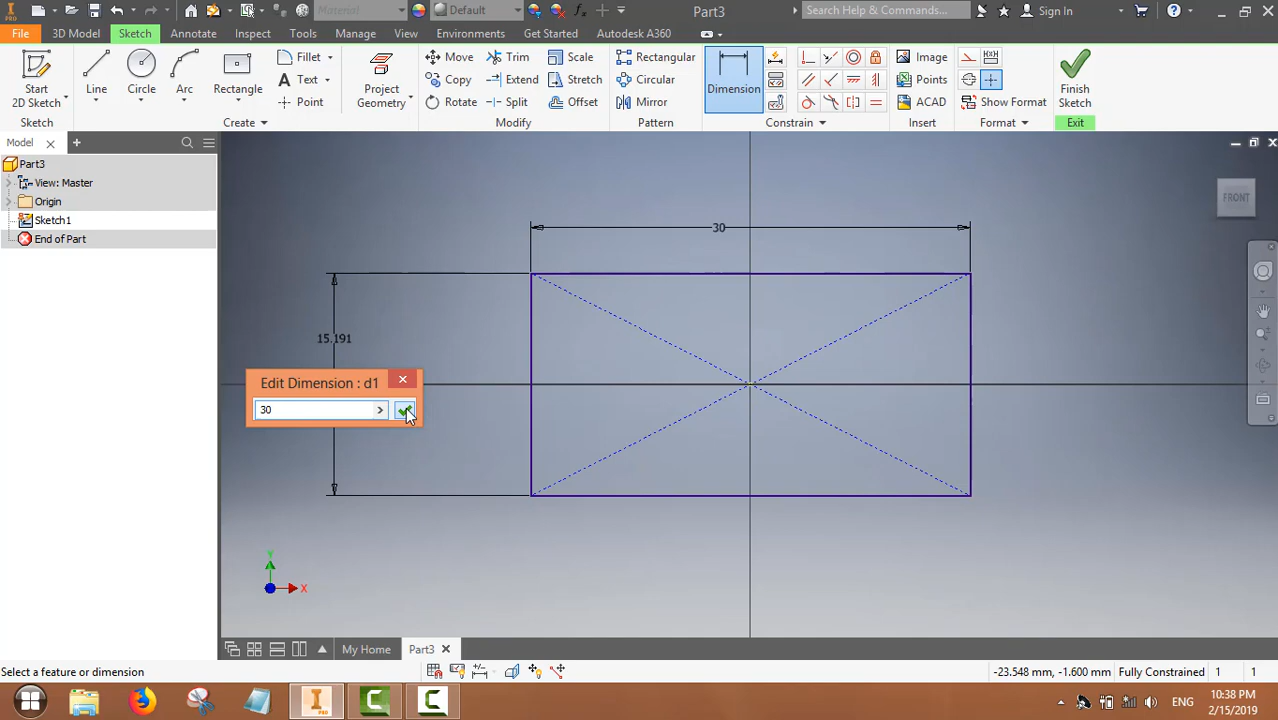 Material
Default
Part3
Search Help & Commands...
Sign In
PRO
File
3D Model
Sketch
Annotate
Inspect
Tools
Manage
View
Environments
Get Started
Autodesk A360
Start
2D Sketch
Line
Circle
Arc
Rectangle
Fillet
Text
Point
Project
Geometry
Move
Copy
Rotate
Trim
Extend
Split
Scale
Stretch
Offset
Rectangular
Circular
Mirror
Dimension
Image
Points
ACAD
Show Format
Finish
Sketch
Sketch
Create
Modify
Pattern
Constrain
Insert
Format
Exit
Model
Part3
View: Master
Origin
Sketch1
End of Part
FRONT
30
15.191
Edit Dimension : d1
30
Y
X
My Home
Part3
Select a feature or dimension
-23.548 mm, -1.600 mm
Fully Constrained
1
1
ENG
10:38 PM
2/15/2019